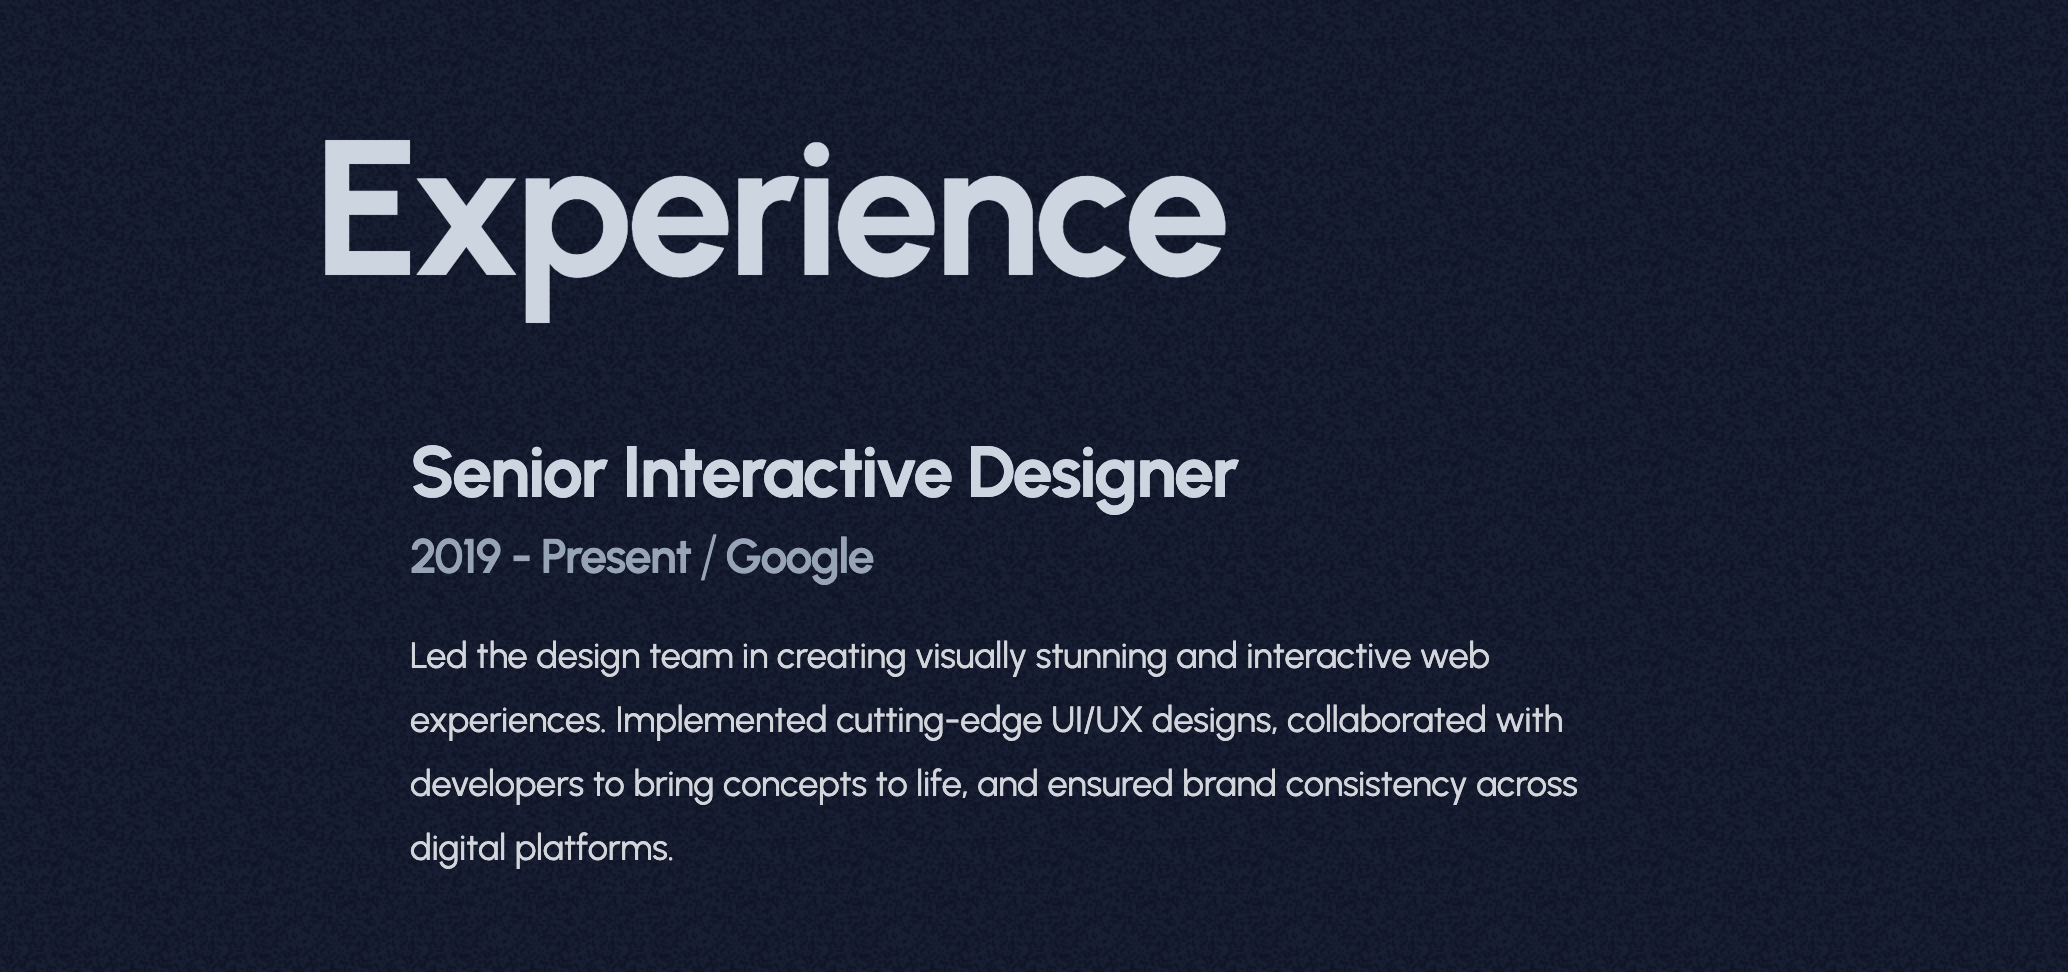 Experience
Senior Interactive Designer
2019 - Present / Google
Led the design team in creating visually stunning and interactive web
experiences. Implemented cutting-edge UI/UX designs, collaborated with
developers to bring concepts to life, and ensured brand consistency across
digital platforms.